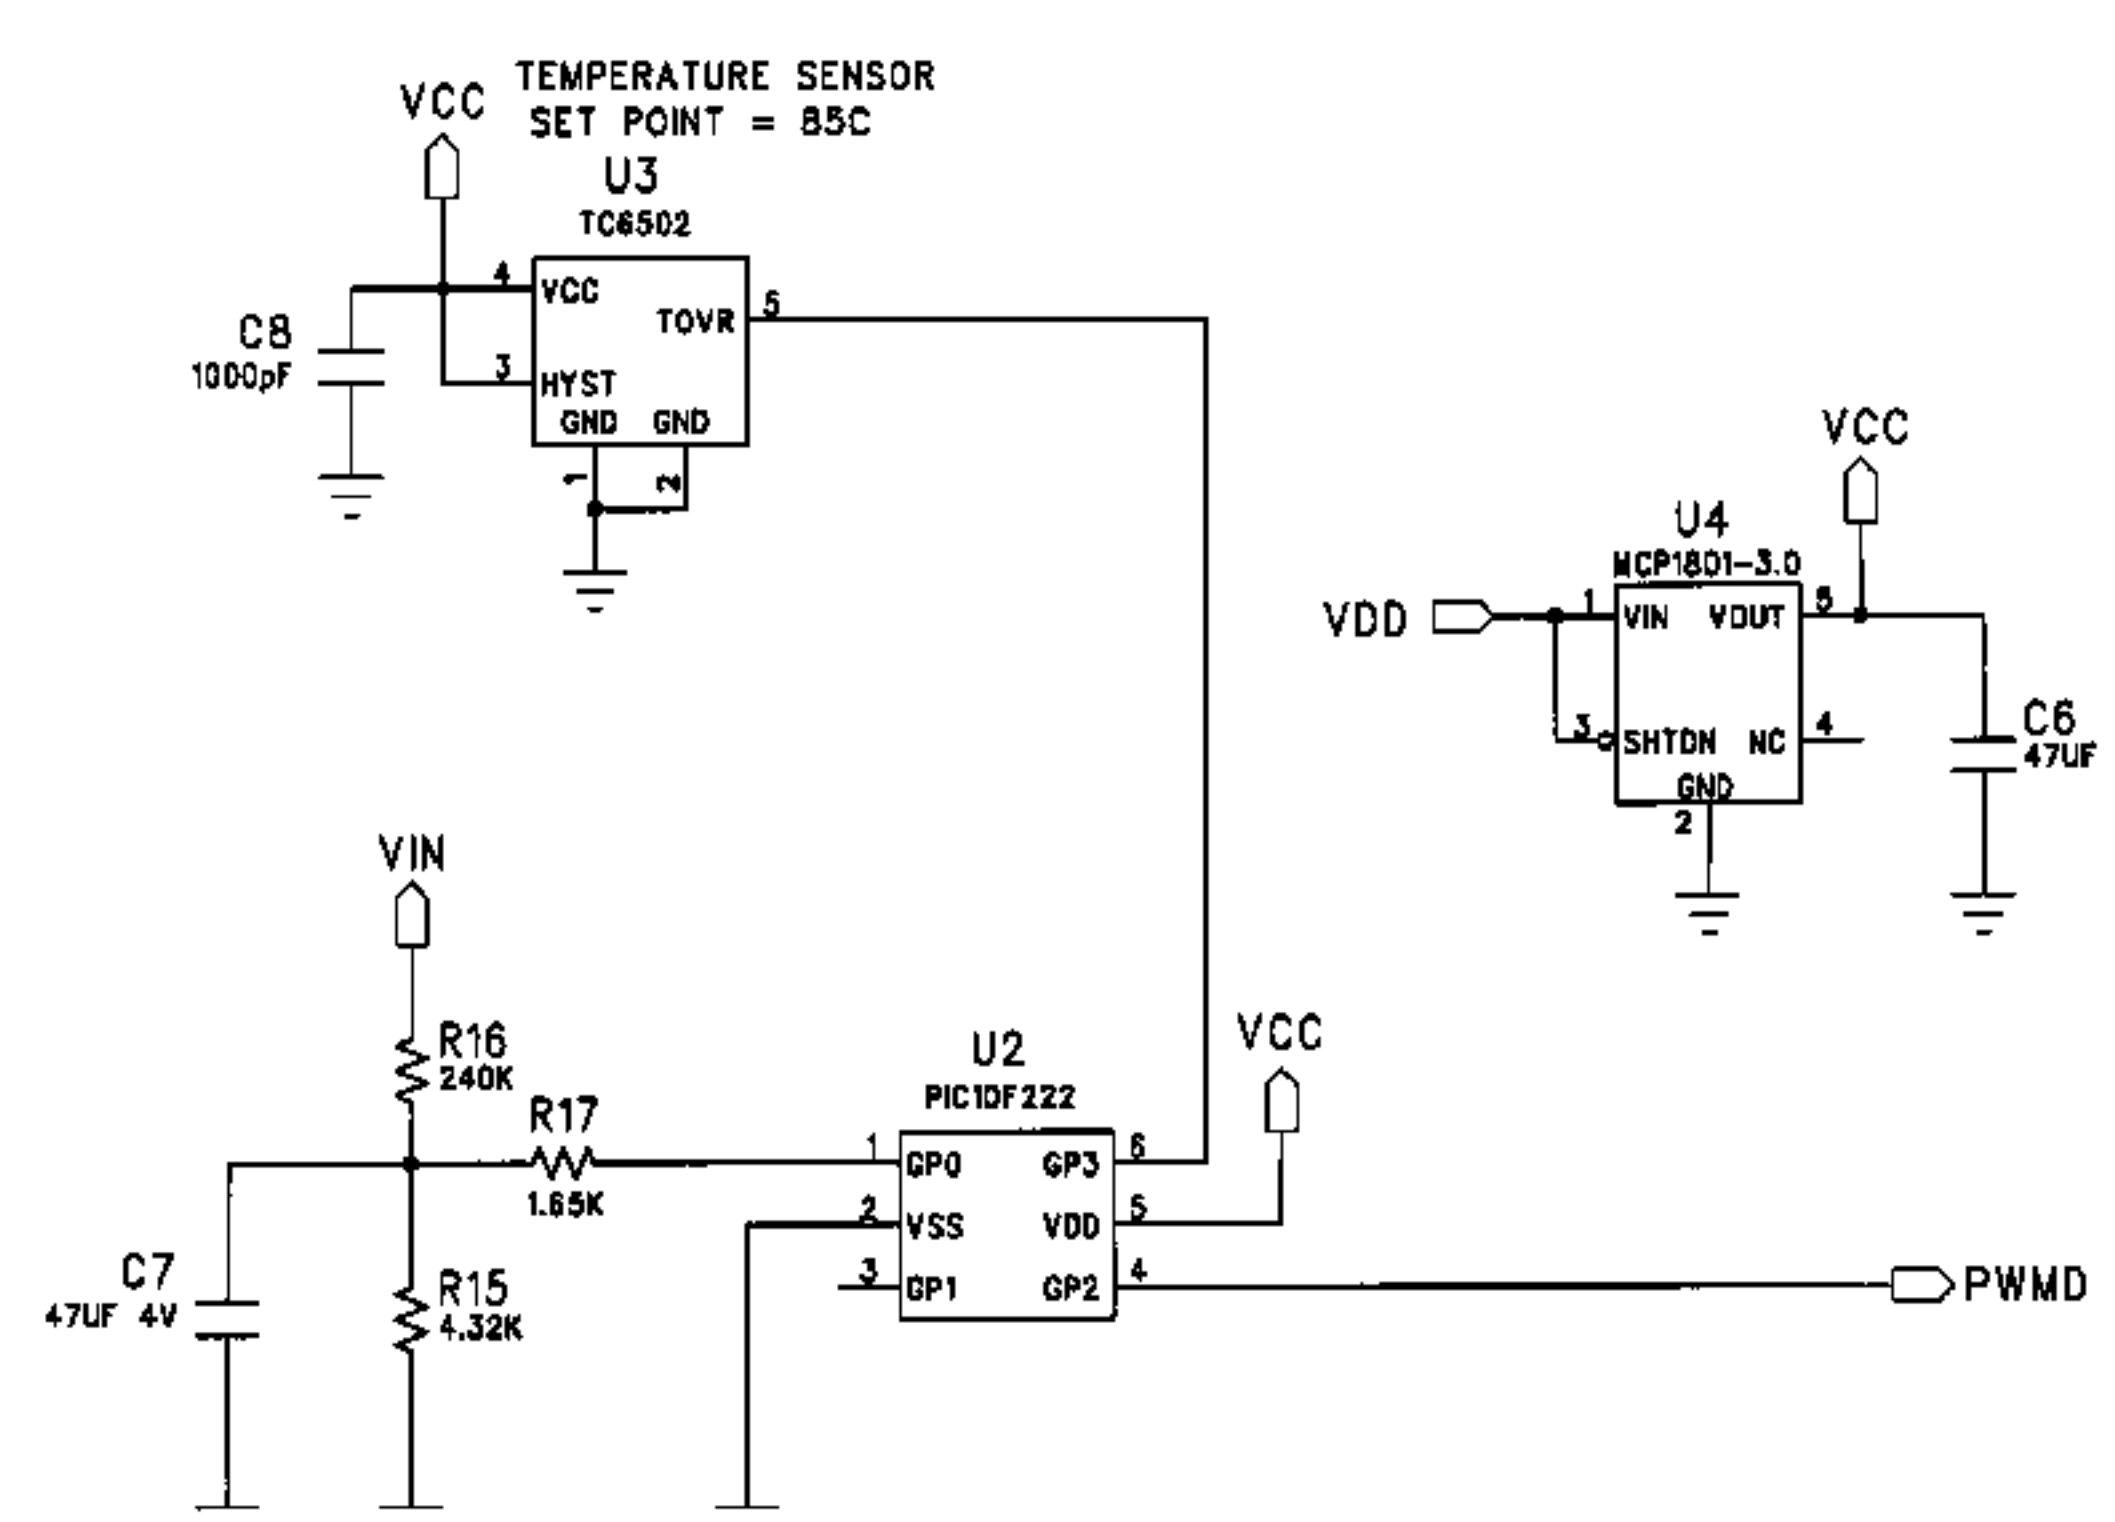 TEMPERATURE SENSOR
SET POINT = 85C
VCC
U3
TC6502
4
VCC
TOVR
5
C8
1000pF
3
HYST
GND GND
1
2
VCC
U4
MCP1801-3.0
VDD
1
VIN VOUT
5
3
SHTDN NC
4
GND
2
C6
47UF
VIN
R16
240K
R17
1.65K
U2
PIC10F222
VCC
1
GP0 GP3
6
2
VSS VDD
5
3
GP1 GP2
4
PWMD
C7
47UF 4V
R15
4.32K